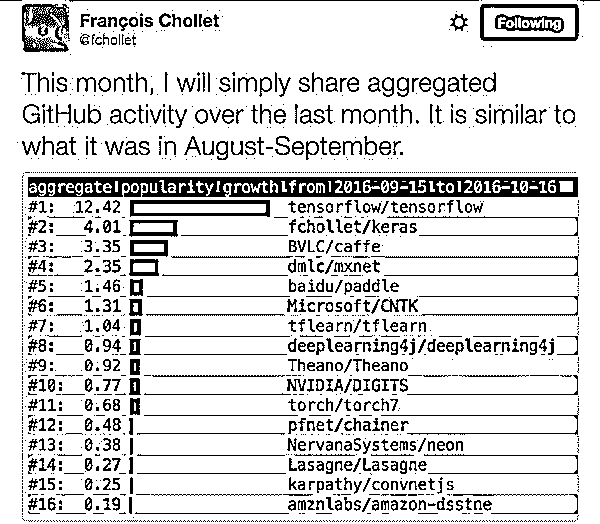 François Chollet
@fchollet
Following
This month, I will simply share aggregated
GitHub activity over the last month. It is similar to
what it was in August-September.
aggregate popularity growth from 2016-09-15 to 2016-10-16
#1: 12.42 tensorflow/tensorflow
#2: 4.01 fchollet/keras
#3: 3.35 BVLC/caffe
#4: 2.35 dmlc/mxnet
#5: 1.46 baidu/paddle
#6: 1.31 Microsoft/CNTK
#7: 1.04 tflearn/tflearn
#8: 0.94 deeplearning4j/deeplearning4j
#9: 0.92 Theano/Theano
#10: 0.77 NVIDIA/DIGITS
#11: 0.68 torch/torch7
#12: 0.48 pfnet/chainer
#13: 0.38 NervanaSystems/neon
#14: 0.27 Lasagne/Lasagne
#15: 0.25 karpathy/convnetjs
#16: 0.19 amznlabs/amazon-dsstne